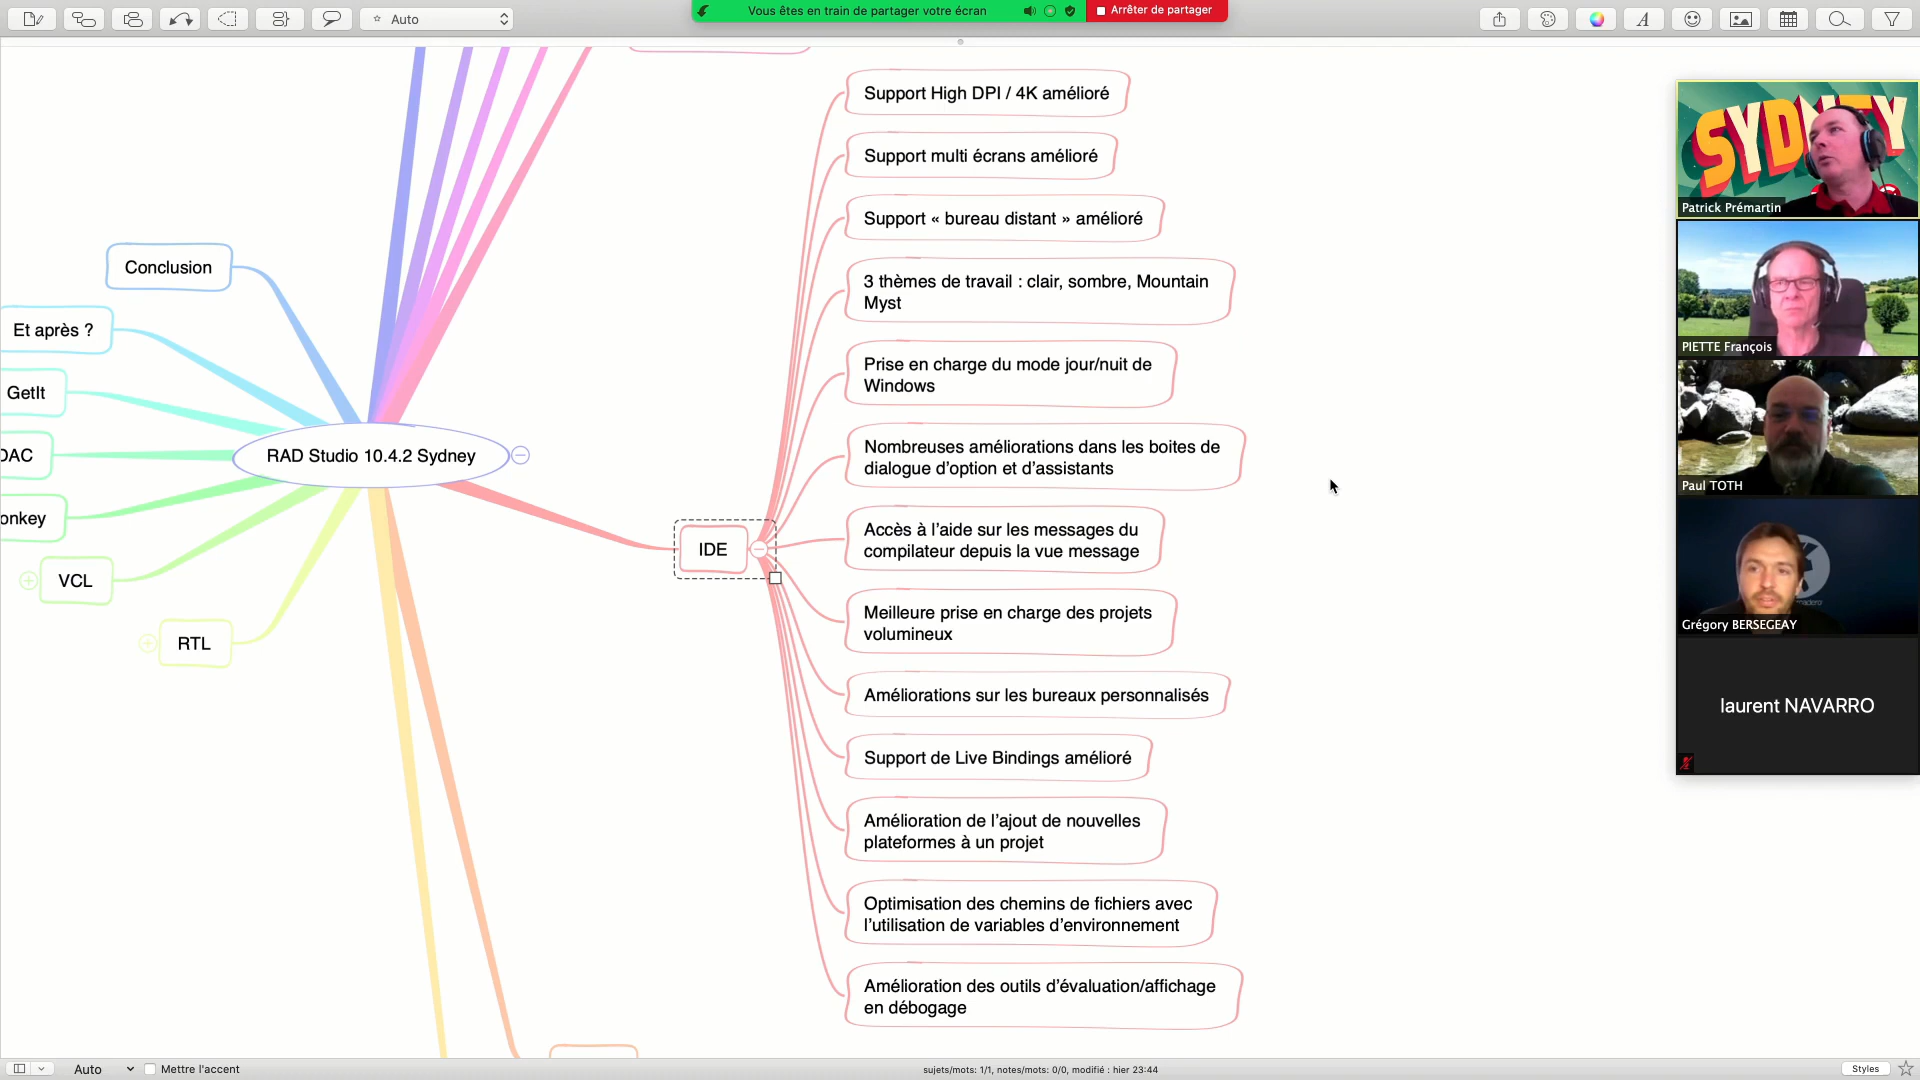 Auto
Vous êtes en train de partager votre écran
Arrêter de partager
Support High DPI / 4K amélioré
Support multi écrans amélioré
Support « bureau distant » amélioré
3 thèmes de travail : clair, sombre, Mountain
Myst
Prise en charge du mode jour/nuit de
Windows
Nombreuses améliorations dans les boites de
dialogue d’option et d’assistants
Accès à l’aide sur les messages du
compilateur depuis la vue message
Meilleure prise en charge des projets
volumineux
Améliorations sur les bureaux personnalisés
Support de Live Bindings amélioré
Amélioration de l’ajout de nouvelles
plateformes à un projet
Optimisation des chemins de fichiers avec
l’utilisation de variables d’environnement
Amélioration des outils d’évaluation/affichage
en débogage
Conclusion
Et après ?
GetIt
DAC
onkey
VCL
RTL
RAD Studio 10.4.2 Sydney
IDE
SYDNEY
Patrick Prémartin
PIETTE François
Paul TOTH
Grégory BERSEGEAY
laurent NAVARRO
Auto
Mettre l'accent
sujets/mots: 1/1, notes/mots: 0/0, modifié : hier 23:44
Styles